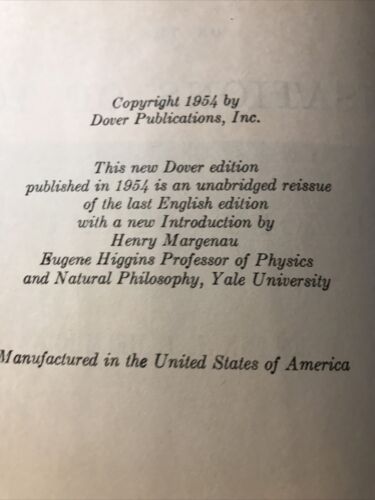 Copyright 1954 by
Dover Publications, Inc.
This new Dover edition
published in 1954 is an unabridged reissue
of the last English edition
with a new Introduction by
Henry Margenau
Eugene Higgins Professor of Physics
and Natural Philosophy, Yale University
Manufactured in the United States of America